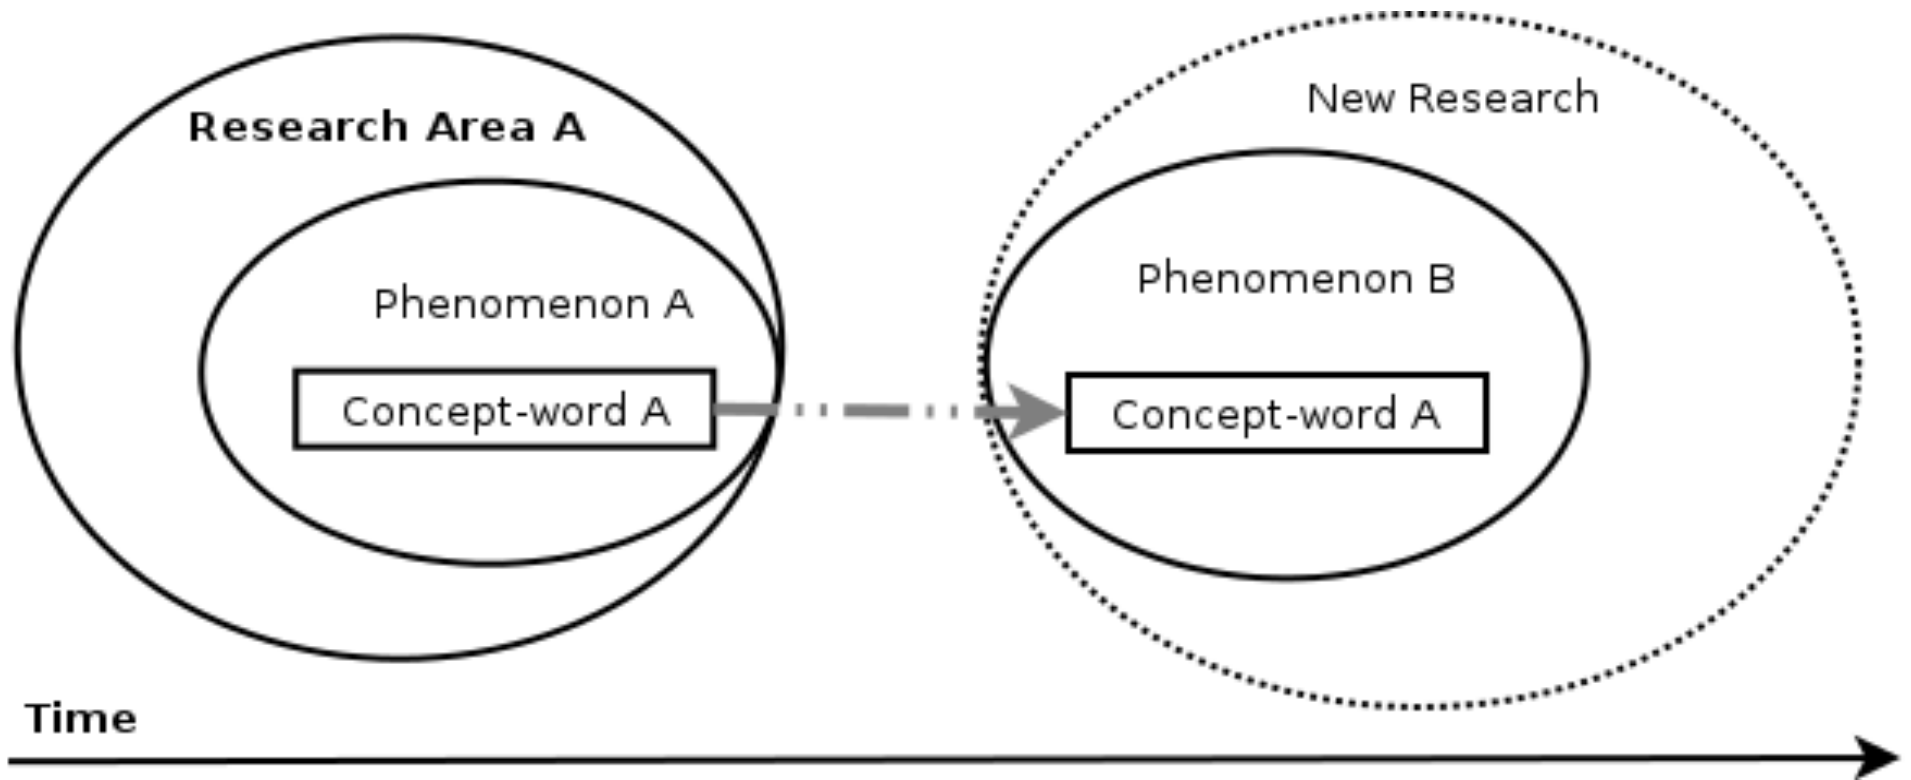 Research Area A
Phenomenon A
Concept-word A
New Research
Phenomenon B
Concept-word A
Time